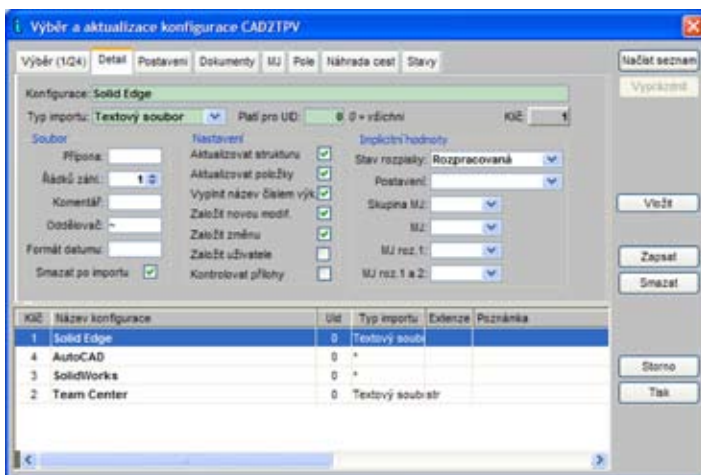 Výběr a aktualizace konfigurace CAD2TPV
Výběr (1/24) Detail Postavení Dokumenty MJ Pole Náhrada cest Stavy
Načíst seznam
Vyprázdnit
Konfigurace: Solid Edge
Typ importu: Textový soubor Platí pro UID: 0 0 = všichni Klíč 1
Soubor Nastavení Implicitní hodnoty
Přípona: Aktualizovat strukturu Stav rozpisky: Rozpracovaná
Řádků záhl.: 1 Aktualizovat položky Postavení:
Komentář: Vyplnit název číslem výk. Skupina MJ:
Vložit
Oddělovač: ~ Založit novou modif. MJ:
Založit změnu
Formát datumu: Založit uživatele MJ roz.1:
Zapsat
Smazat po importu Kontrolovat přílohy MJ roz.1 a 2:
Smazat
Klíč Název konfigurace Uid Typ importu Extenze Poznámka
1 Solid Edge 0 Textový soubo
4 AutoCAD 0 *
3 SolidWorks 0 *
2 Team Center 0 Textový soubo str
Storno
Tisk